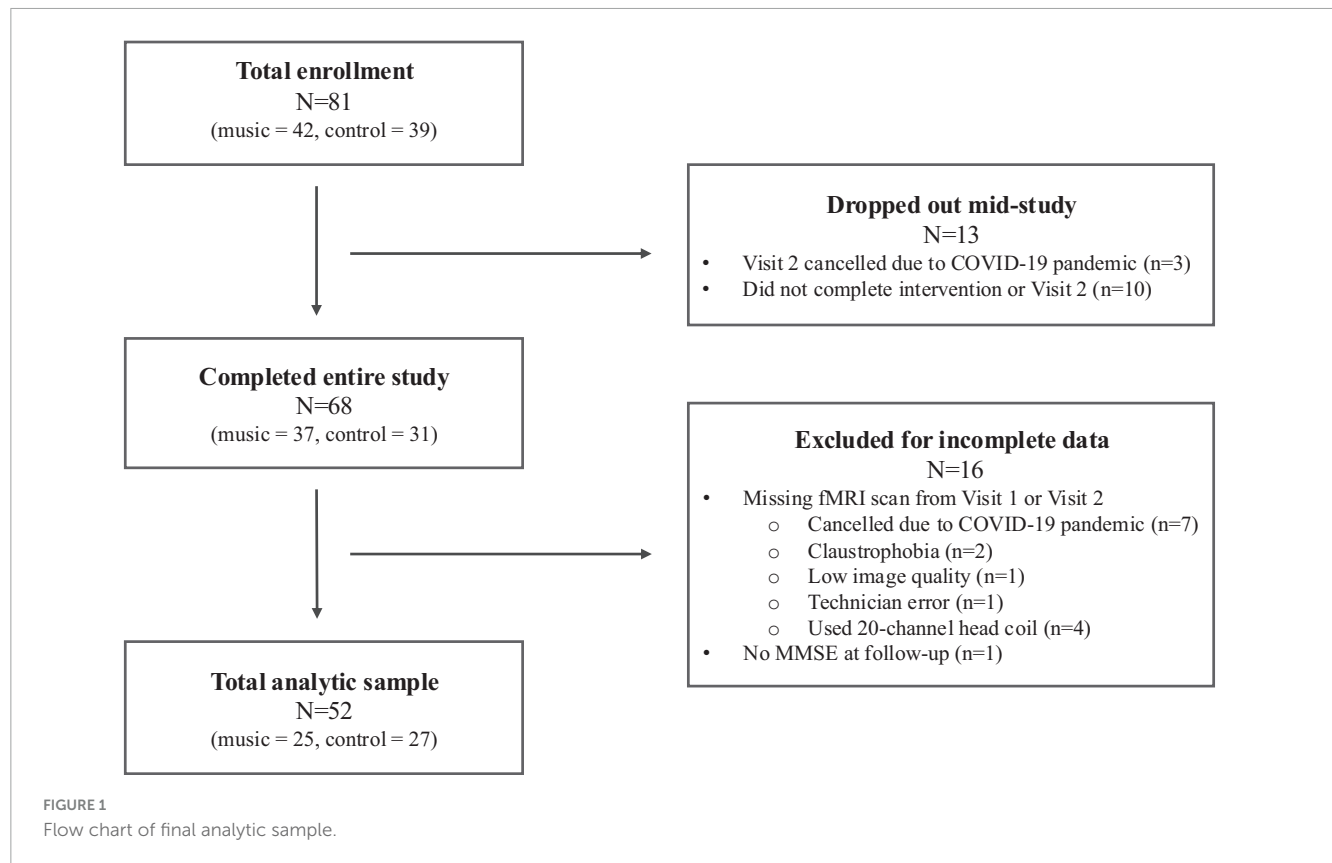 Total enrollment
N=81
(music = 42, control = 39)
Dropped out mid-study
N=13
• Visit 2 cancelled due to COVID-19 pandemic (n=3)
• Did not complete intervention or Visit 2 (n=10)
Completed entire study
N=68
(music = 37, control = 31)
Excluded for incomplete data
N=16
• Missing fMRI scan from Visit 1 or Visit 2
o Cancelled due to COVID-19 pandemic (n=7)
o Claustrophobia (n=2)
o Low image quality (n=1)
o Technician error (n=1)
o Used 20-channel head coil (n=4)
• No MMSE at follow-up (n=1)
Total analytic sample
N=52
(music = 25, control = 27)
FIGURE 1
Flow chart of final analytic sample.